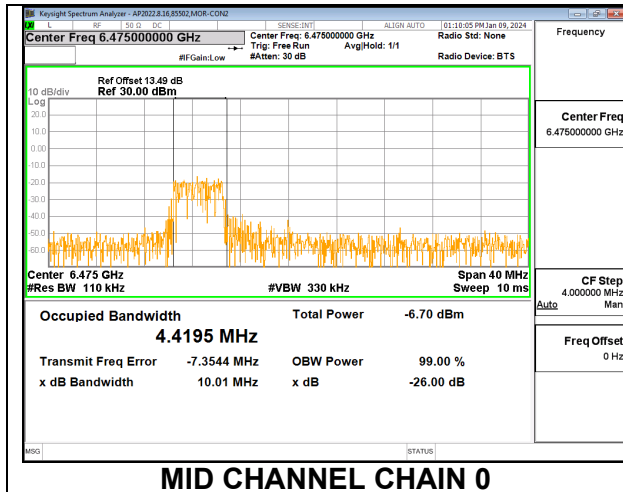 Keysight Spectrum Analyzer - AP2022.8.16,85502,MOR-CON2
L RF 50 Ω DC SENSE:INT ALIGN AUTO 01:10:05 PM Jan 09, 2024
Center Freq 6.475000000 GHz
Center Freq: 6.475000000 GHz
Radio Std: None
Trig: Free Run Avg|Hold: 1/1
#IFGain:Low
#Atten: 30 dB
Radio Device: BTS
Frequency
Ref Offset 13.49 dB
10 dB/div Ref 30.00 dBm
Log
20.0
10.0
0.00
-10.0
-20.0
-30.0
-40.0
-50.0
-60.0
Center 6.475 GHz Span 40 MHz
#Res BW 110 kHz #VBW 330 kHz Sweep 10 ms
Center Freq
6.475000000 GHz
CF Step
4.000000 MHz
Auto Man
Freq Offset
0 Hz
Occupied Bandwidth Total Power -6.70 dBm
4.4195 MHz
Transmit Freq Error -7.3544 MHz OBW Power 99.00 %
x dB Bandwidth 10.01 MHz x dB -26.00 dB
MSG STATUS
MID CHANNEL CHAIN 0